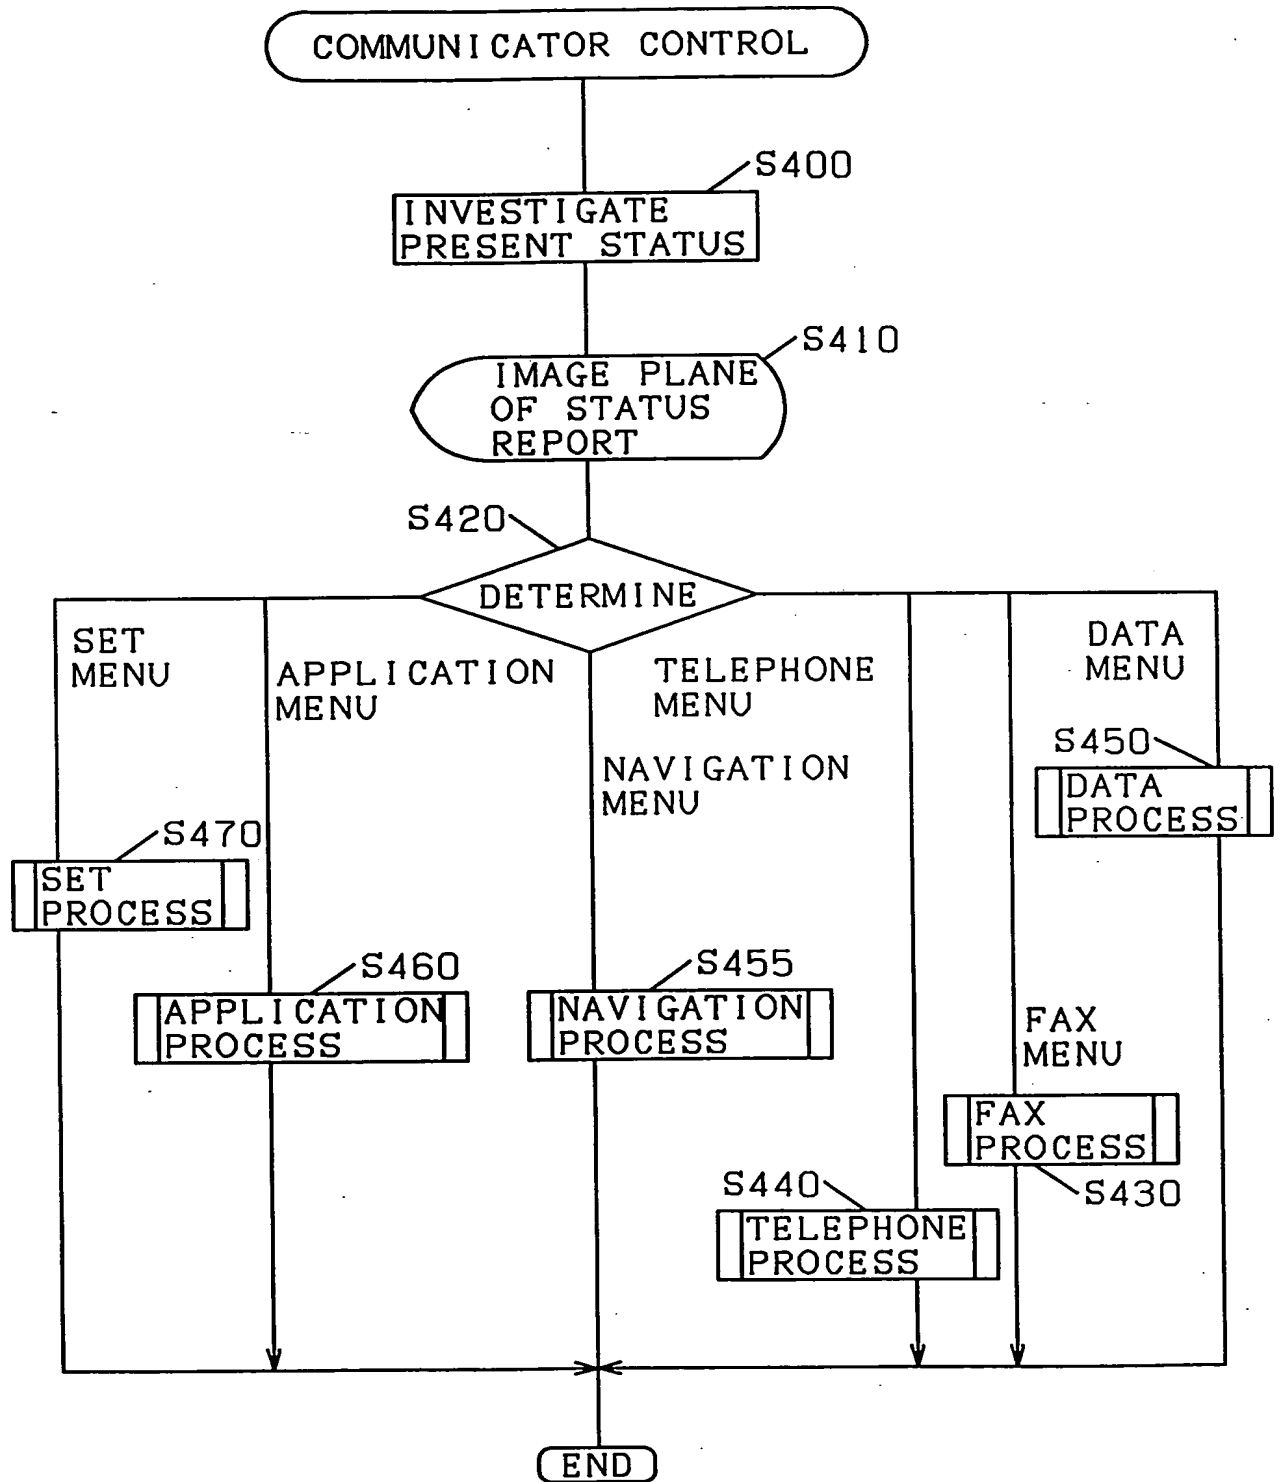 COMMUNICATOR CONTROL
S400
INVESTIGATE
PRESENT STATUS
S410
IMAGE PLANE
OF STATUS
REPORT
S420
DETERMINE
SET
MENU
APPLICATION
MENU
TELEPHONE
MENU
DATA
MENU
NAVIGATION
MENU
S450
DATA
PROCESS
S470
SET
PROCESS
S460
APPLICATION
PROCESS
S455
NAVIGATION
PROCESS
FAX
MENU
FAX
PROCESS
S430
S440
TELEPHONE
PROCESS
END